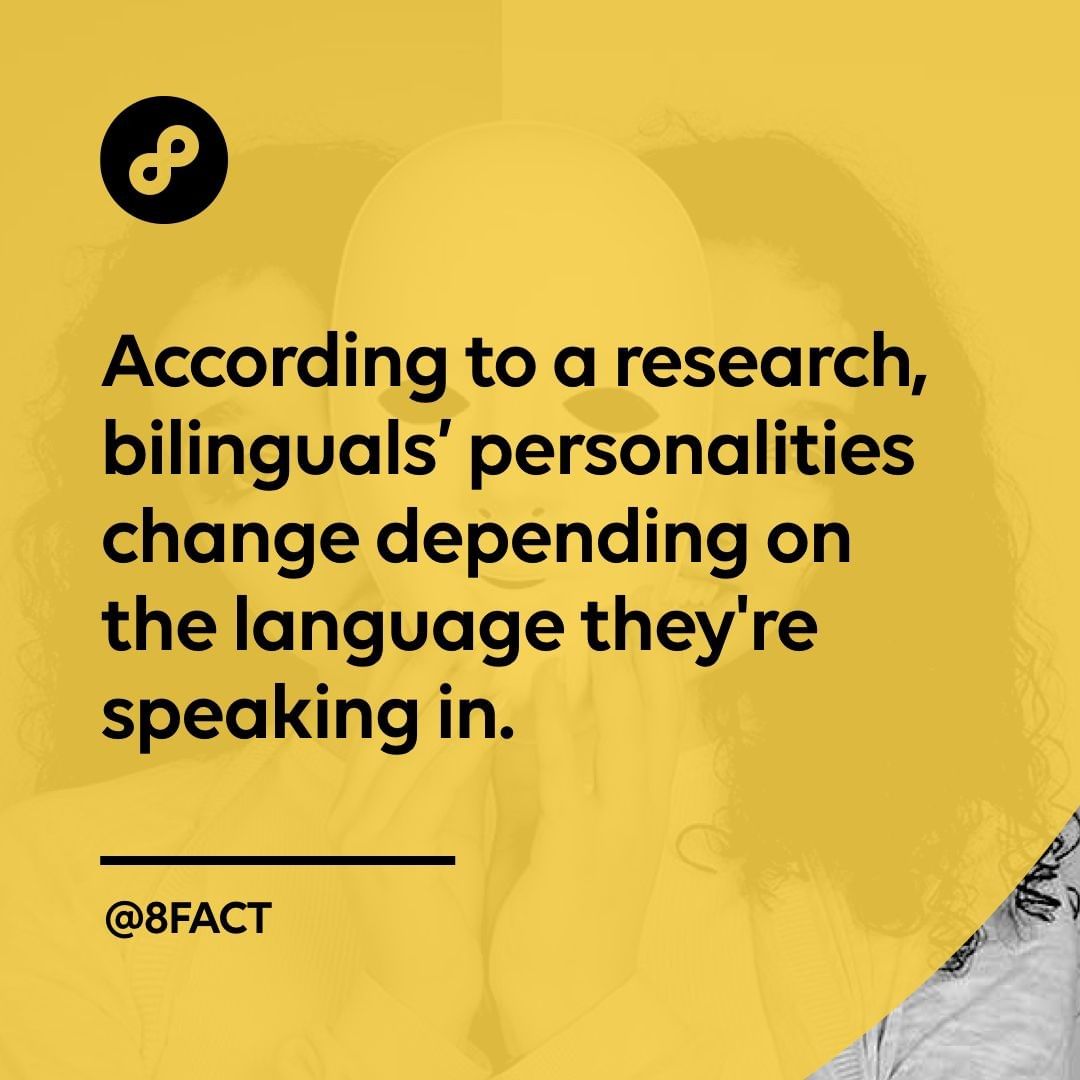 According to a research,
bilinguals’ personalities
change depending on
the language they're
speaking in.
@8FACT